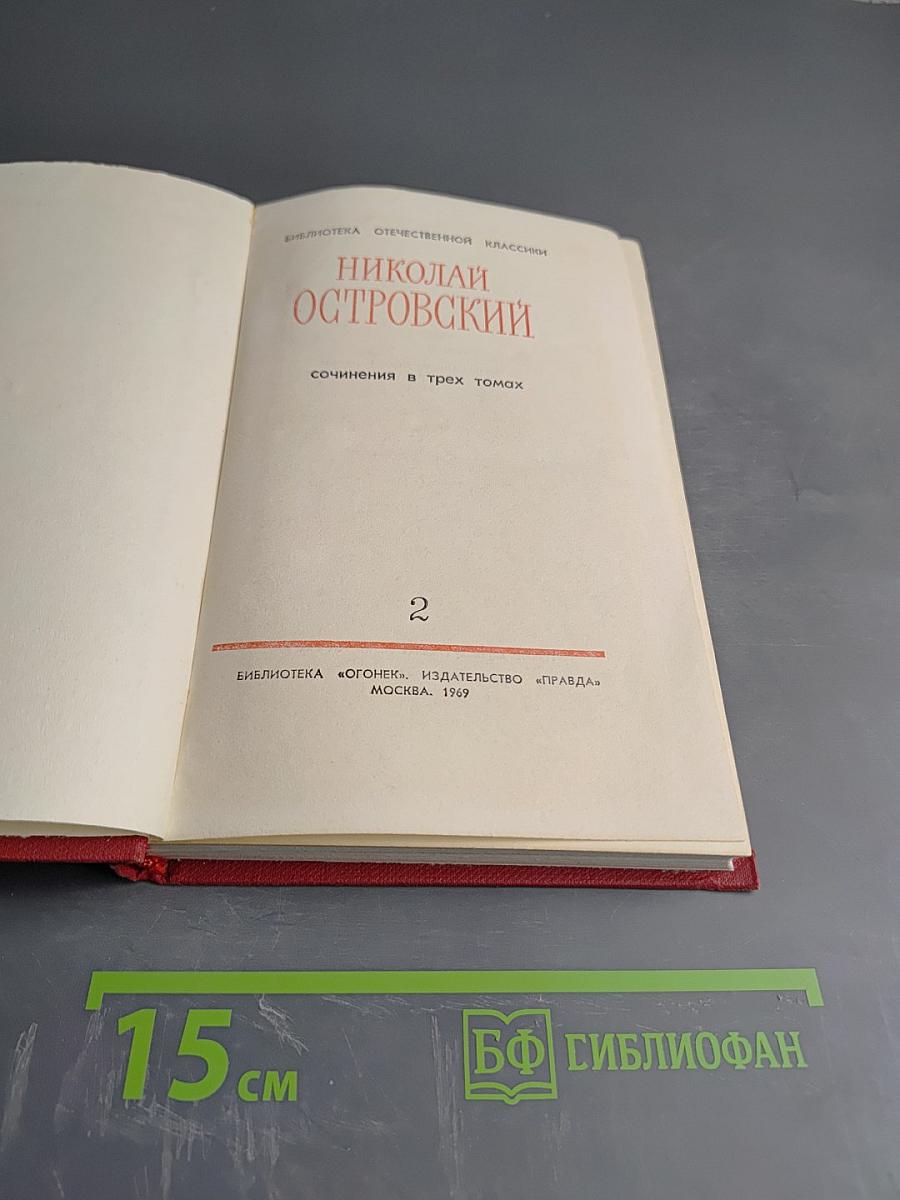 БИБЛИОТЕКА ОТЕЧЕСТВЕННОЙ КЛАССИКИ
НИКОЛАЙ
ОСТРОВСКИЙ
сочинения в трех томах
2
БИБЛИОТЕКА «ОГОНЕК». ИЗДАТЕЛЬСТВО «ПРАВДА»
МОСКВА. 1969
15 см
БФ БИБЛИОФАН